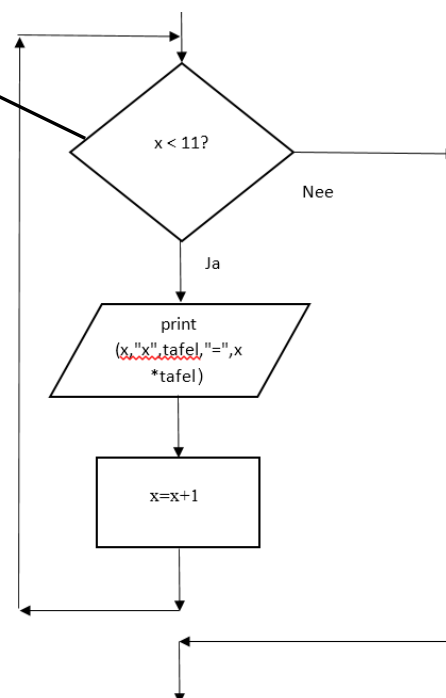 x < 11?
Nee
Ja
print
(x,"x",tafel,"=",x
*tafel)
x=x+1